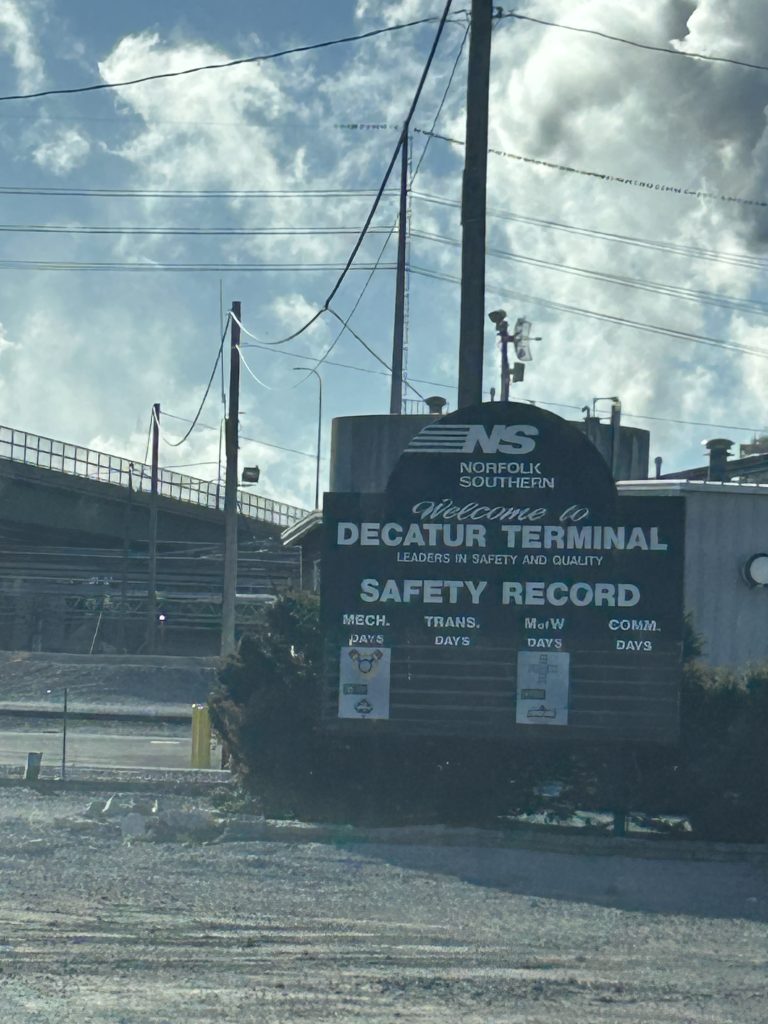 NS
NORFOLK
SOUTHERN
Welcome to
DECATUR TERMINAL
LEADERS IN SAFETY AND QUALITY
SAFETY RECORD
MECH. TRANS. MofW COMM.
DAYS DAYS DAYS DAYS